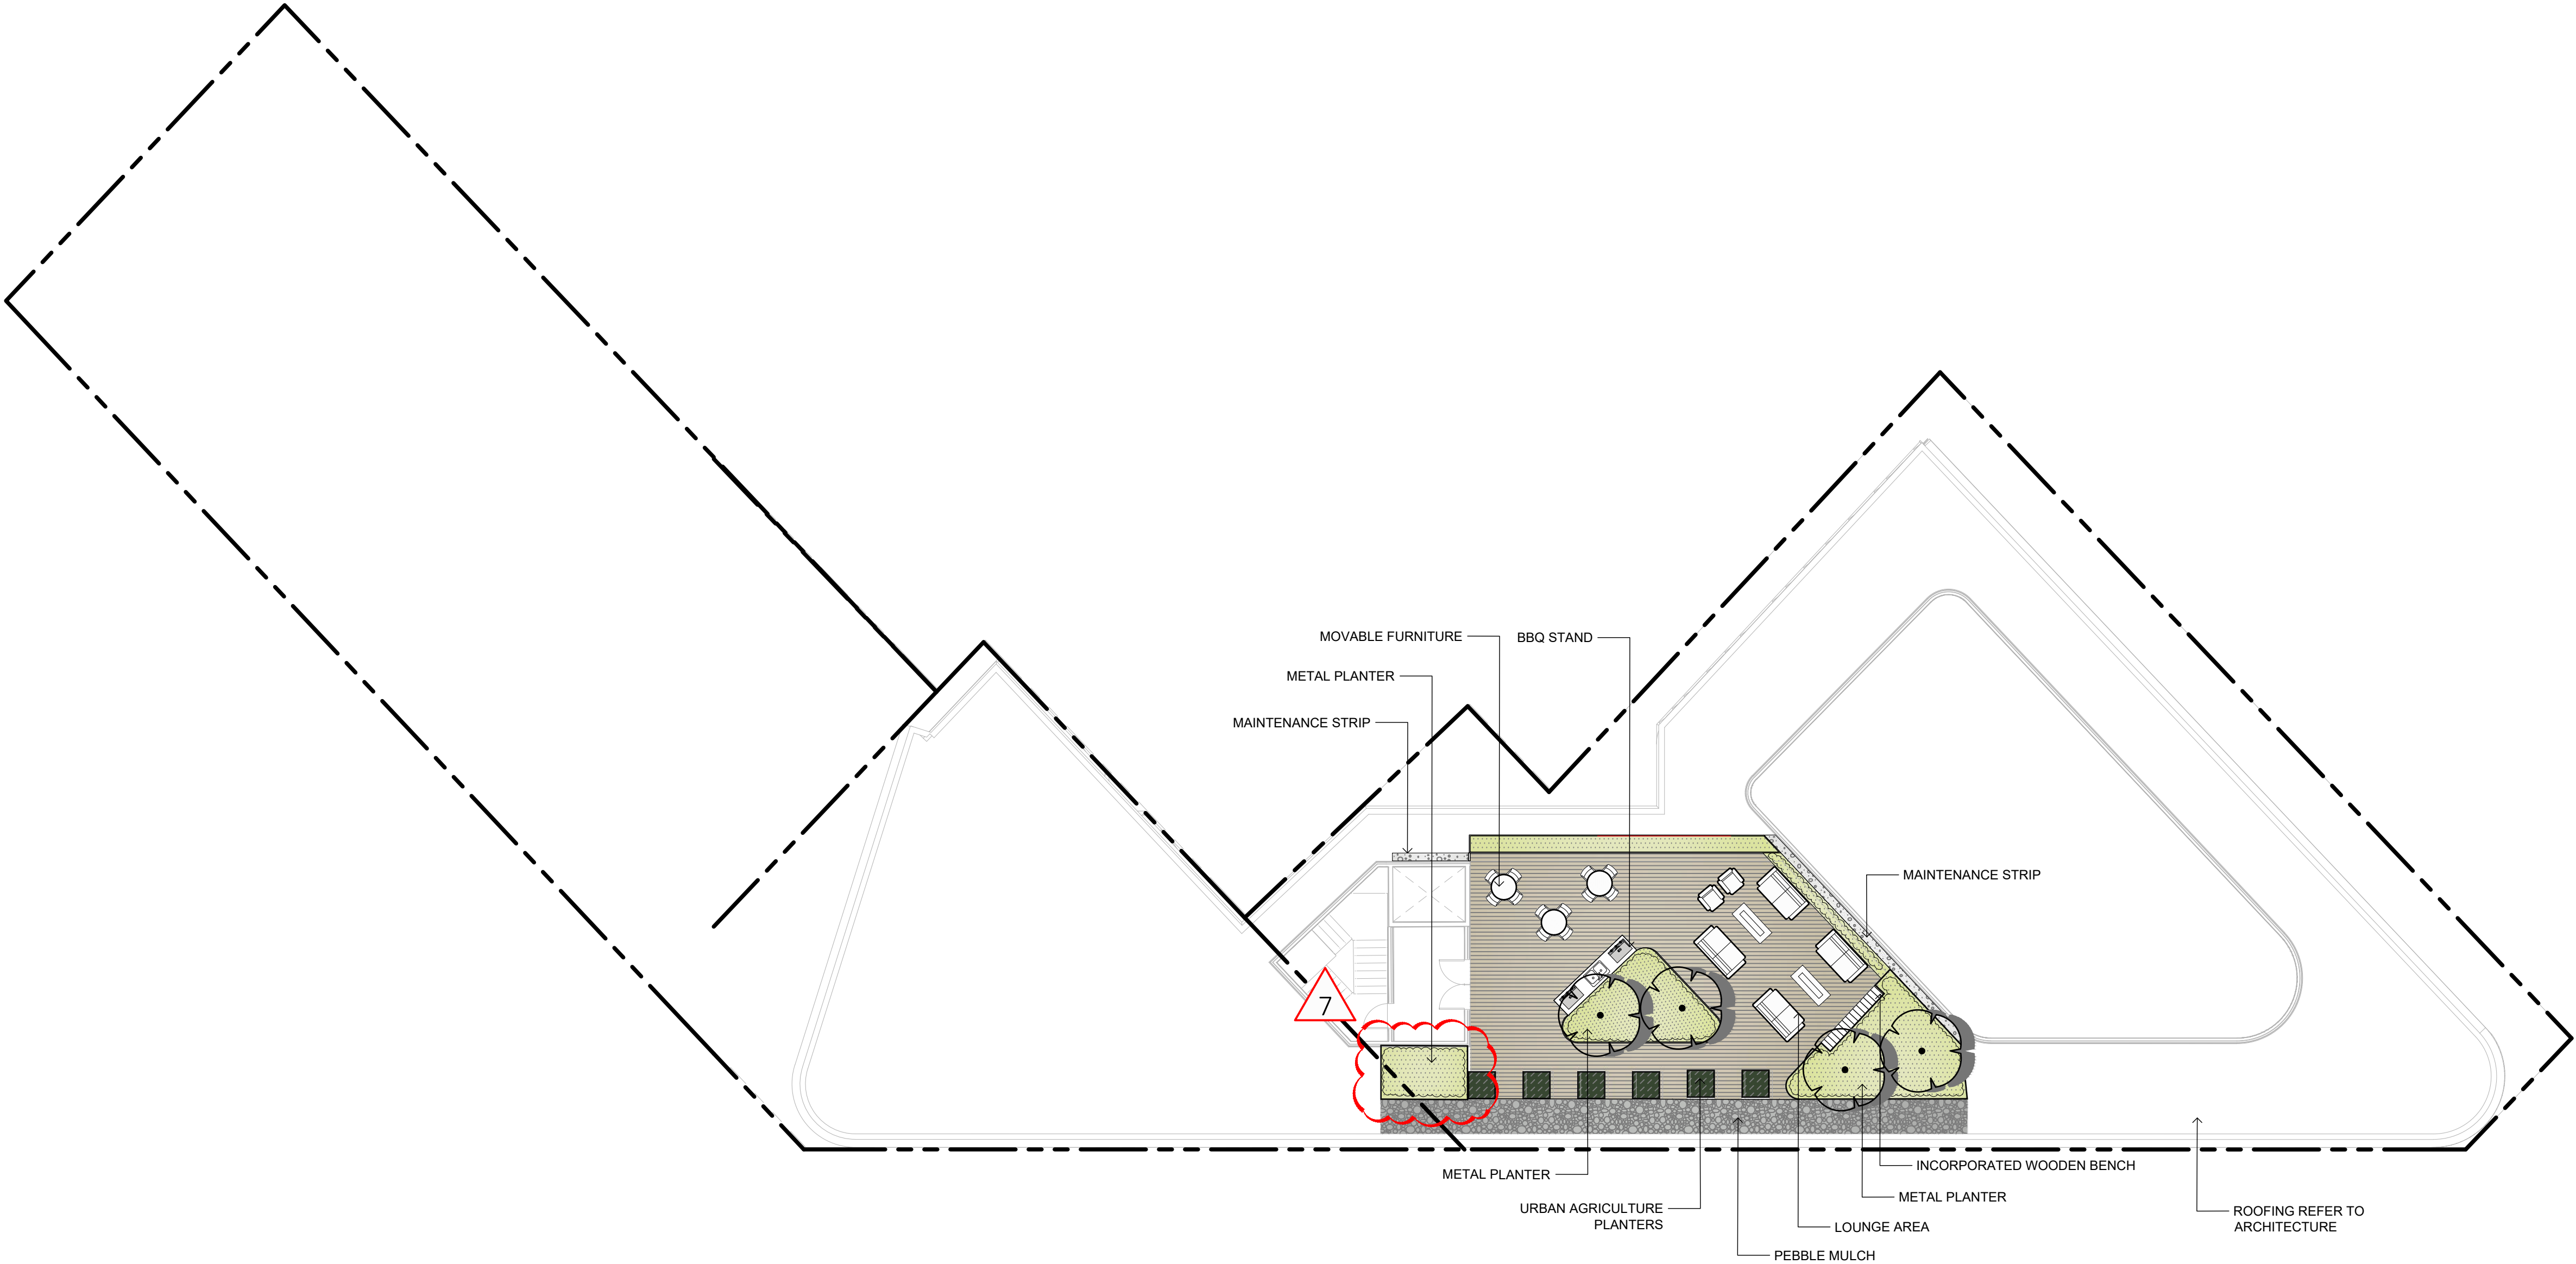 MOVABLE FURNITURE
BBQ STAND
METAL PLANTER
MAINTENANCE STRIP
MAINTENANCE STRIP
7
INCORPORATED WOODEN BENCH
METAL PLANTER
METAL PLANTER
URBAN AGRICULTURE
PLANTERS
LOUNGE AREA
ROOFING REFER TO
ARCHITECTURE
PEBBLE MULCH